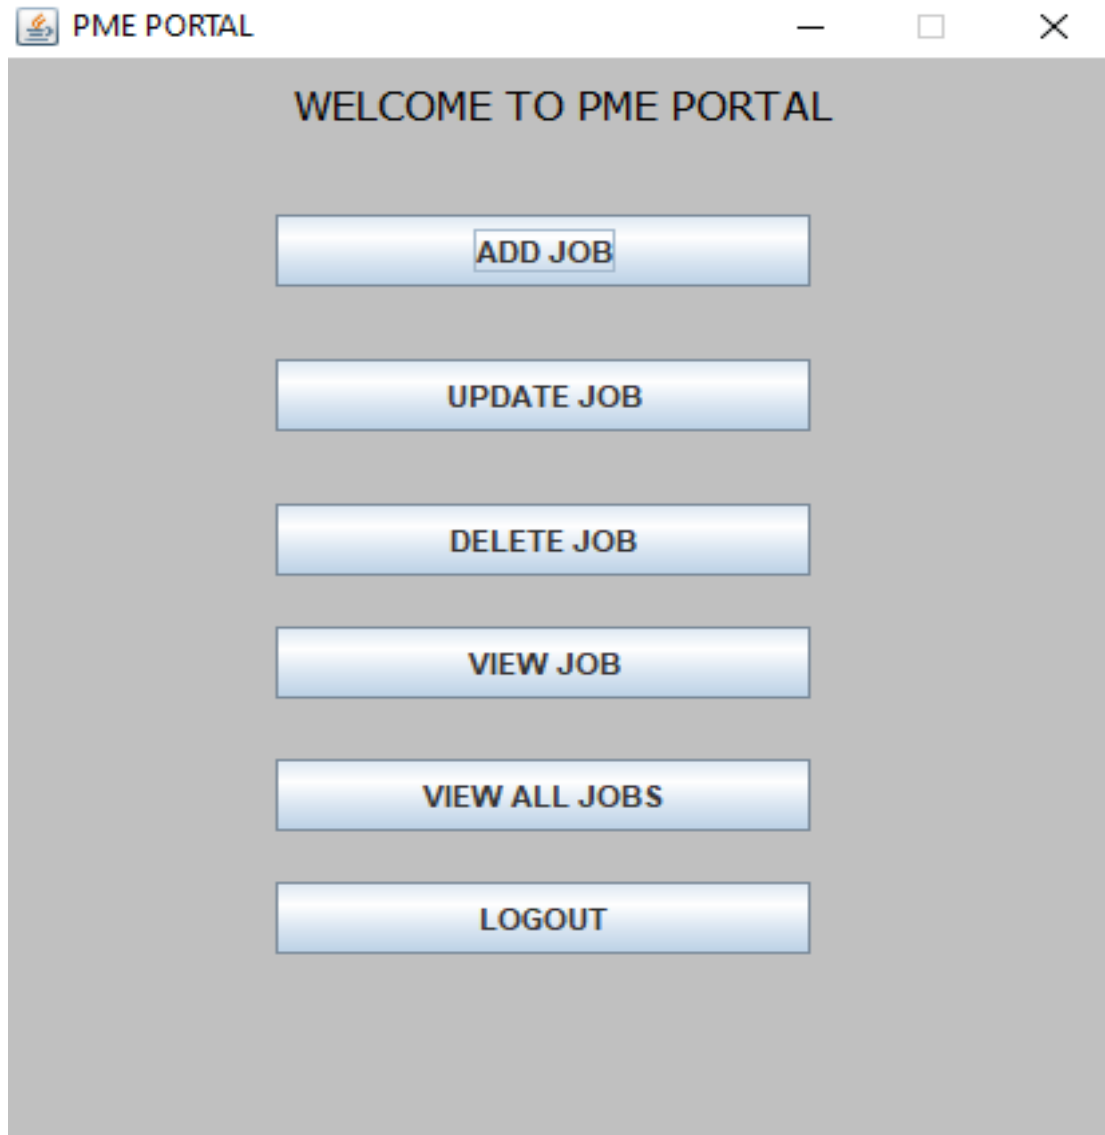 PME PORTAL
WELCOME TO PME PORTAL
ADD JOB
UPDATE JOB
DELETE JOB
VIEW JOB
VIEW ALL JOBS
LOGOUT